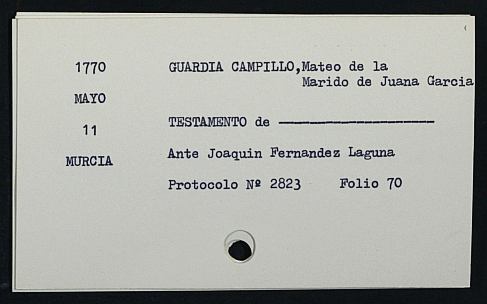 1770 GUARDIA CAMPILLO,Mateo de la
Marido de Juana Garcia
MAYO
11 TESTAMENTO de ————————————
MURCIA Ante Joaquin Fernandez Laguna
Protocolo Nº 2823 Folio 70